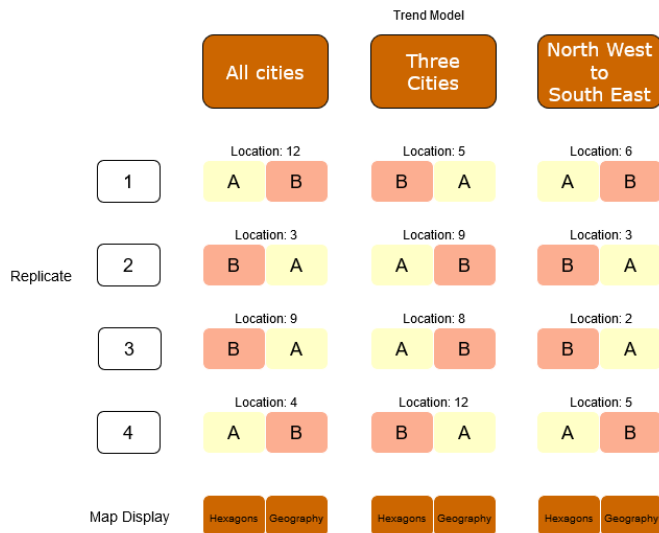 Trend Model
All cities
Three
Cities
North West
to
South East
Location: 12
Location: 5
Location: 6
1
A B
B A
A B
Location: 3
Location: 9
Location: 3
Replicate
2
B A
A B
B A
Location: 9
Location: 8
Location: 2
3
B A
A B
B A
Location: 4
Location: 12
Location: 5
4
A B
B A
A B
Map Display
Hexagons Geography
Hexagons Geography
Hexagons Geography